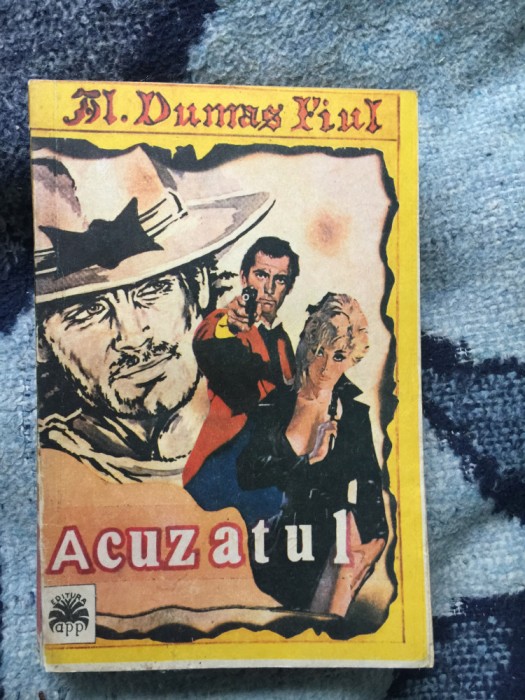 Al. Dumas Fiul
Acuzatul
EDITURA
app